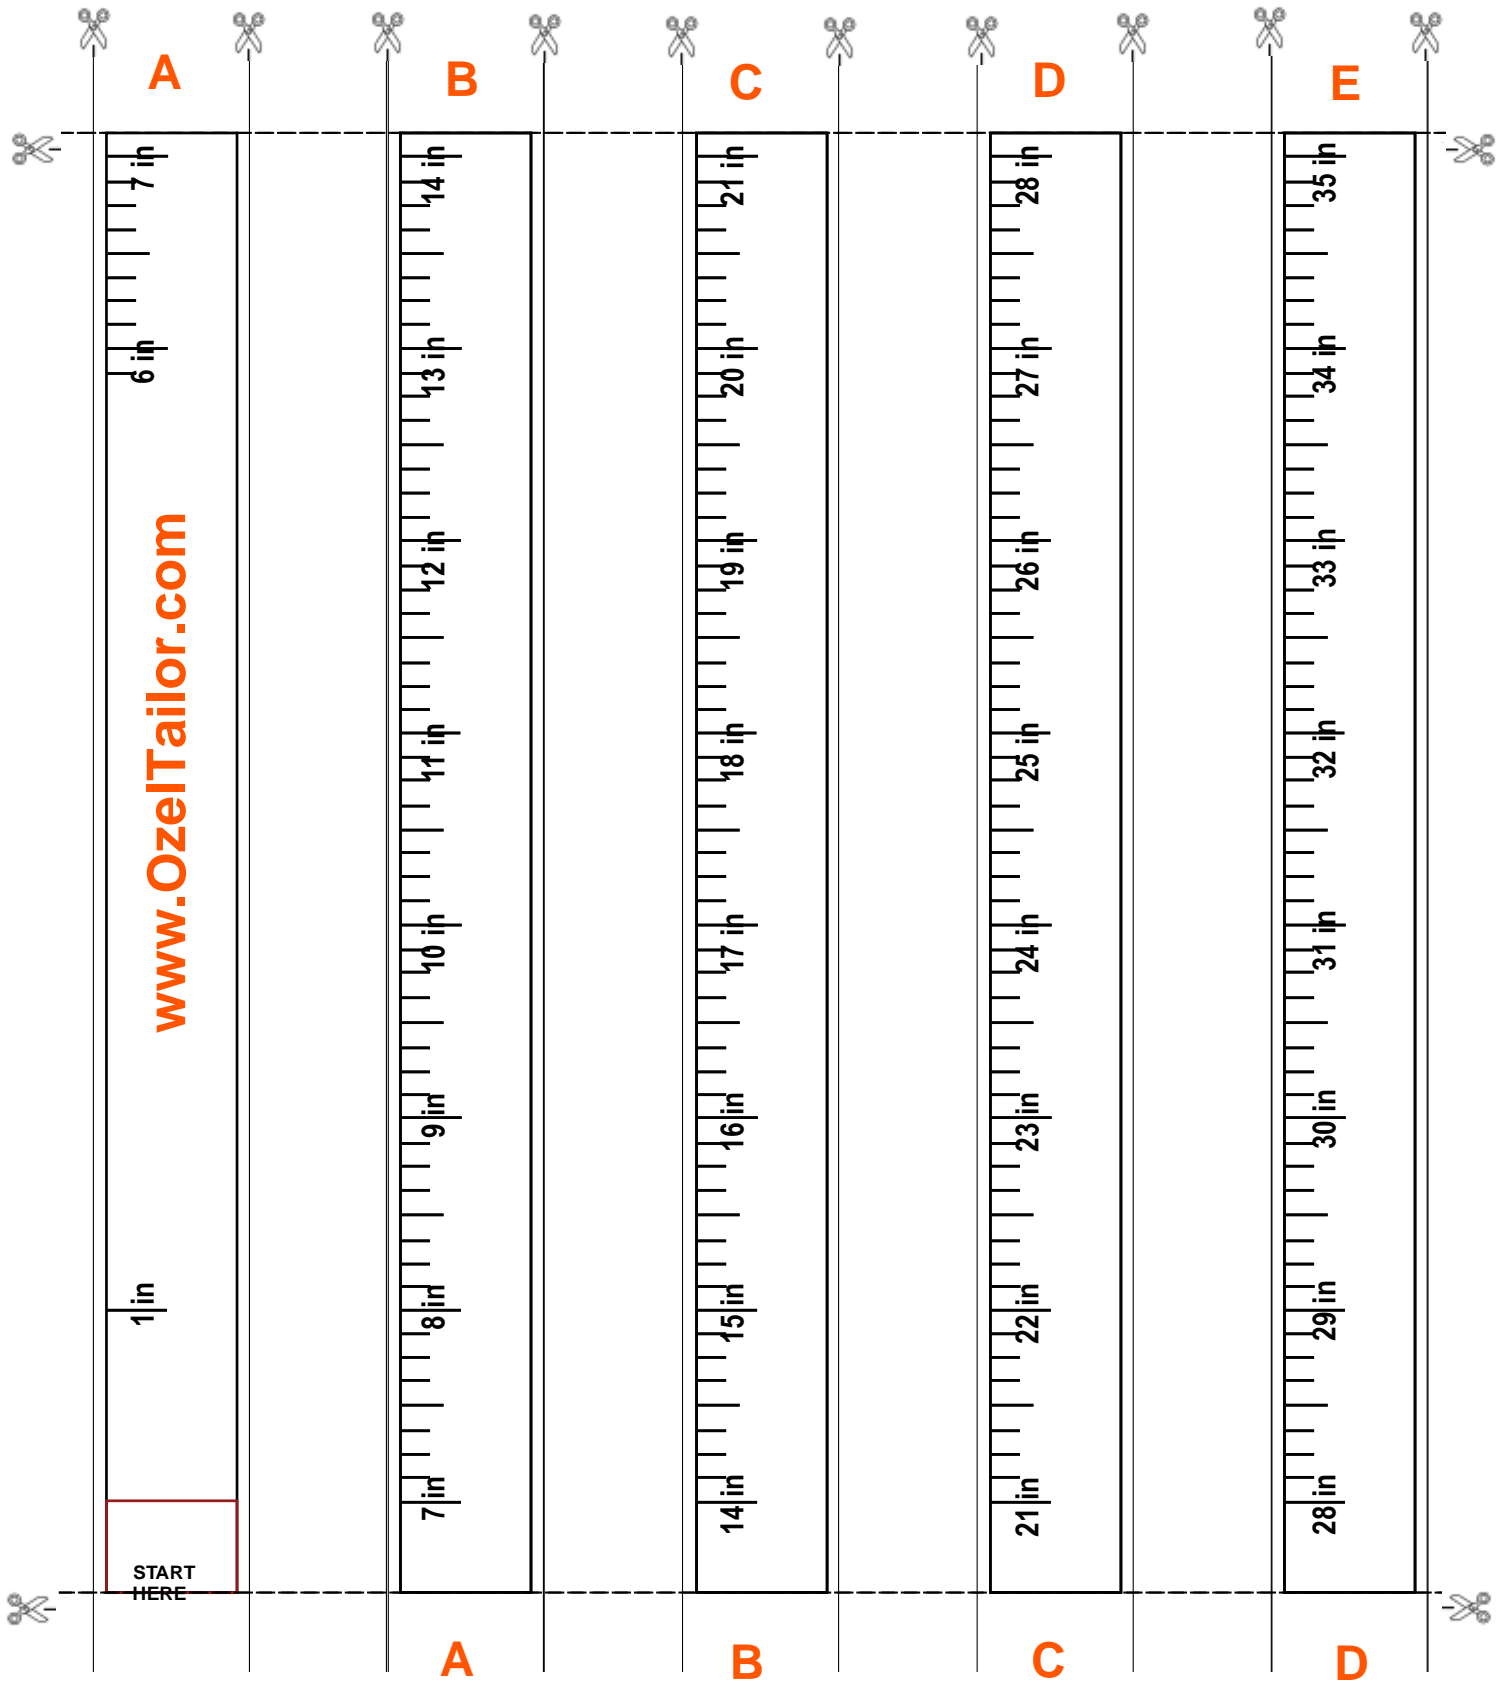 A
B
C
D
E
7 in
6 in
www.OzelTailor.com
1 in
START
HERE
14 in
13 in
12 in
11 in
10 in
9 in
8 in
7 in
21 in
20 in
19 in
18 in
17 in
16 in
15 in
14 in
28 in
27 in
26 in
25 in
24 in
23 in
22 in
21 in
35 in
34 in
33 in
32 in
31 in
30 in
29 in
28 in
A
B
C
D